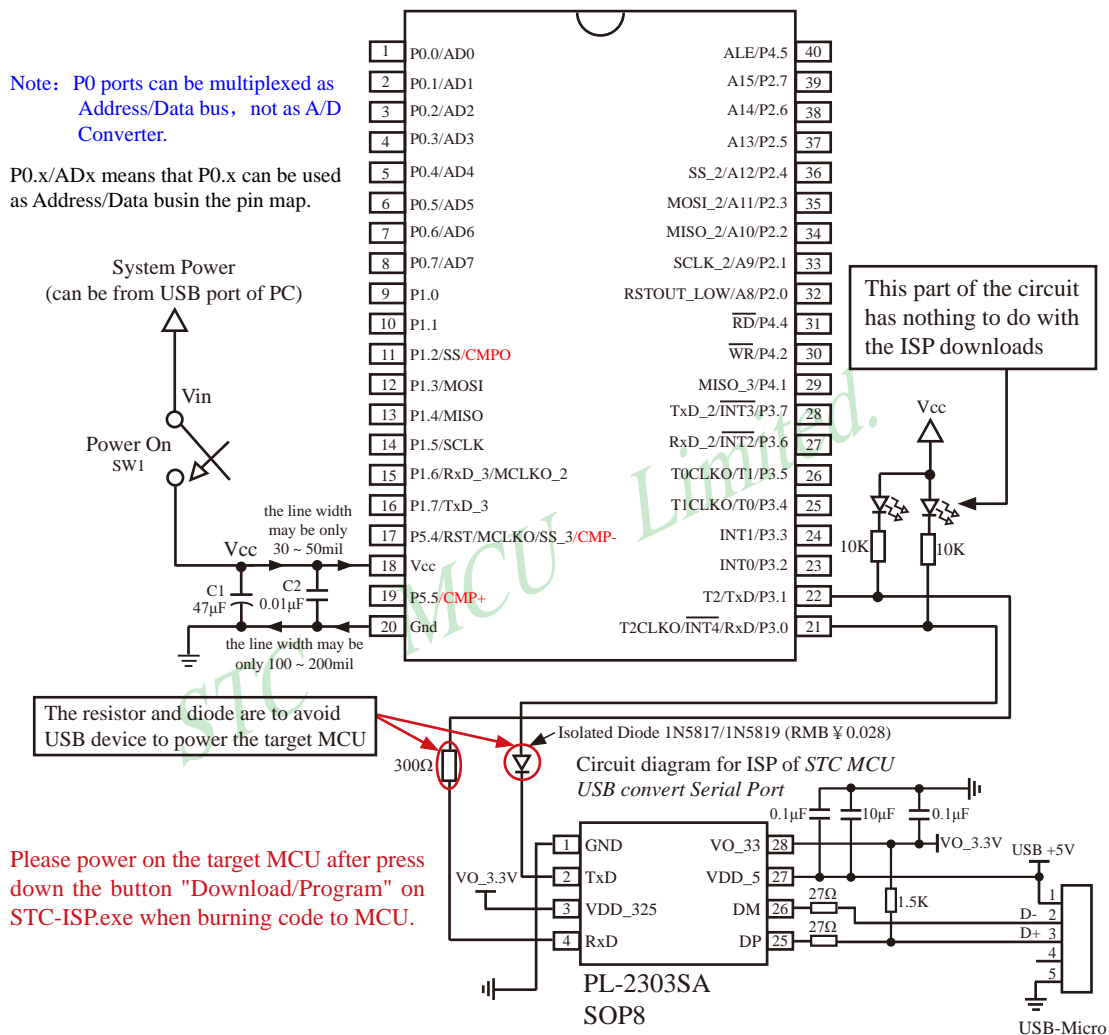 Note：P0 ports can be multiplexed as
Address/Data bus，not as A/D
Converter.
P0.x/ADx means that P0.x can be used
as Address/Data busin the pin map.
System Power
(can be from USB port of PC)
Vin
Power On
SW1
Vcc
the line width
may be only
30 ~ 50mil
C1
47μF
C2
0.01μF
the line width may be
only 100 ~ 200mil
1 P0.0/AD0
2 P0.1/AD1
3 P0.2/AD2
4 P0.3/AD3
5 P0.4/AD4
6 P0.5/AD5
7 P0.6/AD6
8 P0.7/AD7
9 P1.0
10 P1.1
11 P1.2/SS/CMPO
12 P1.3/MOSI
13 P1.4/MISO
14 P1.5/SCLK
15 P1.6/RxD_3/MCLKO_2
16 P1.7/TxD_3
17 P5.4/RST/MCLKO/SS_3/CMP-
18 Vcc
19 P5.5/CMP+
20 Gnd
ALE/P4.5 40
A15/P2.7 39
A14/P2.6 38
A13/P2.5 37
SS_2/A12/P2.4 36
MOSI_2/A11/P2.3 35
MISO_2/A10/P2.2 34
SCLK_2/A9/P2.1 33
RSTOUT_LOW/A8/P2.0 32
RD/P4.4 31
WR/P4.2 30
MISO_3/P4.1 29
TxD_2/INT3/P3.7 28
RxD_2/INT2/P3.6 27
T0CLKO/T1/P3.5 26
T1CLKO/T0/P3.4 25
INT1/P3.3 24
INT0/P3.2 23
T2/TxD/P3.1 22
T2CLKO/INT4/RxD/P3.0 21
STC MCU Limited.
This part of the circuit
has nothing to do with
the ISP downloads
Vcc
10K
10K
The resistor and diode are to avoid
USB device to power the target MCU
300Ω
Isolated Diode 1N5817/1N5819 (RMB￥0.028)
Circuit diagram for ISP of STC MCU
USB convert Serial Port
0.1μF
10μF
0.1μF
Please power on the target MCU after press
down the button "Download/Program" on
STC-ISP.exe when burning code to MCU.
VO_3.3V
1 GND
2 TxD
3 VDD_325
4 RxD
VO_33 28
VDD_5 27
DM 26
DP 25
VO_3.3V
USB +5V
27Ω
27Ω
1.5K
D-
D+
1
2
3
4
5
PL-2303SA
SOP8
USB-Micro